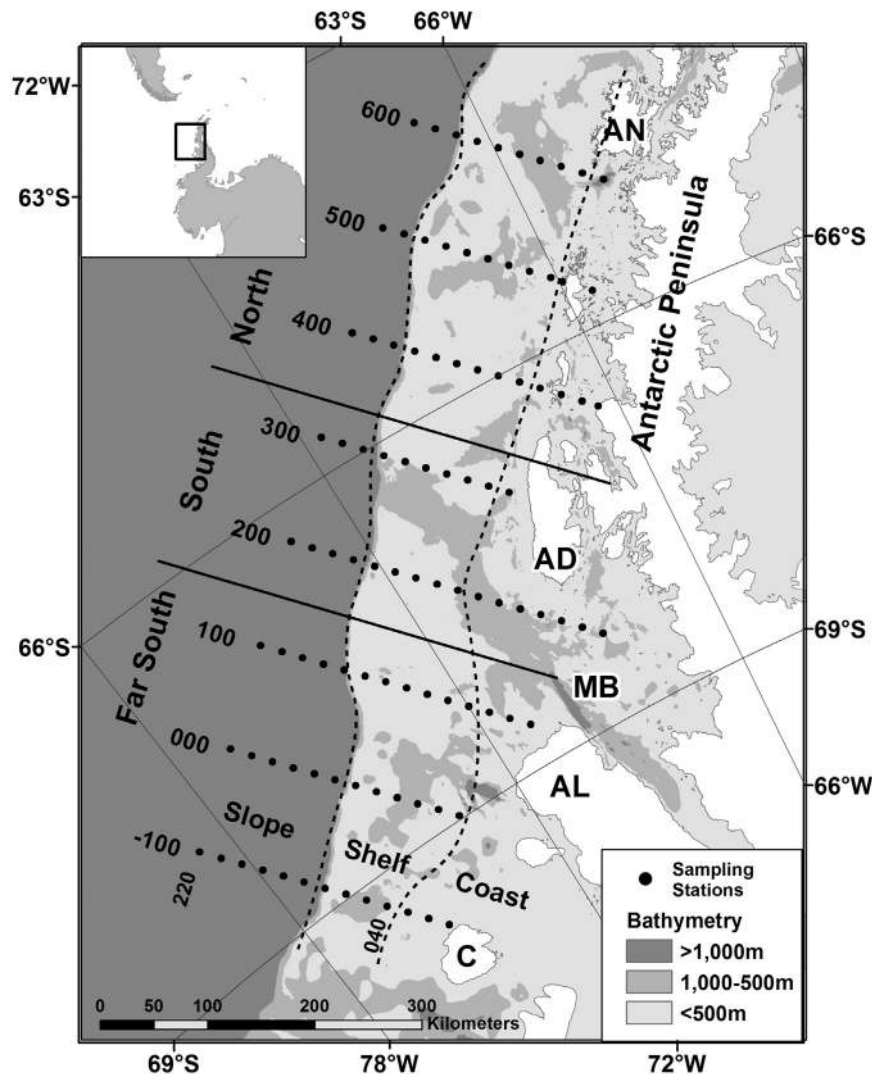 63°S 66°W
72°W
63°S
66°S
66°S
69°S
66°W
69°S 78°W 72°W
600
500
400
300
200
100
000
-100
220
040
North
South
Far South
Slope
Shelf
Coast
AN
Antarctic Peninsula
AD
MB
AL
C
Sampling
Stations
Bathymetry
>1,000m
1,000-500m
<500m
0 50 100 200 300
Kilometers